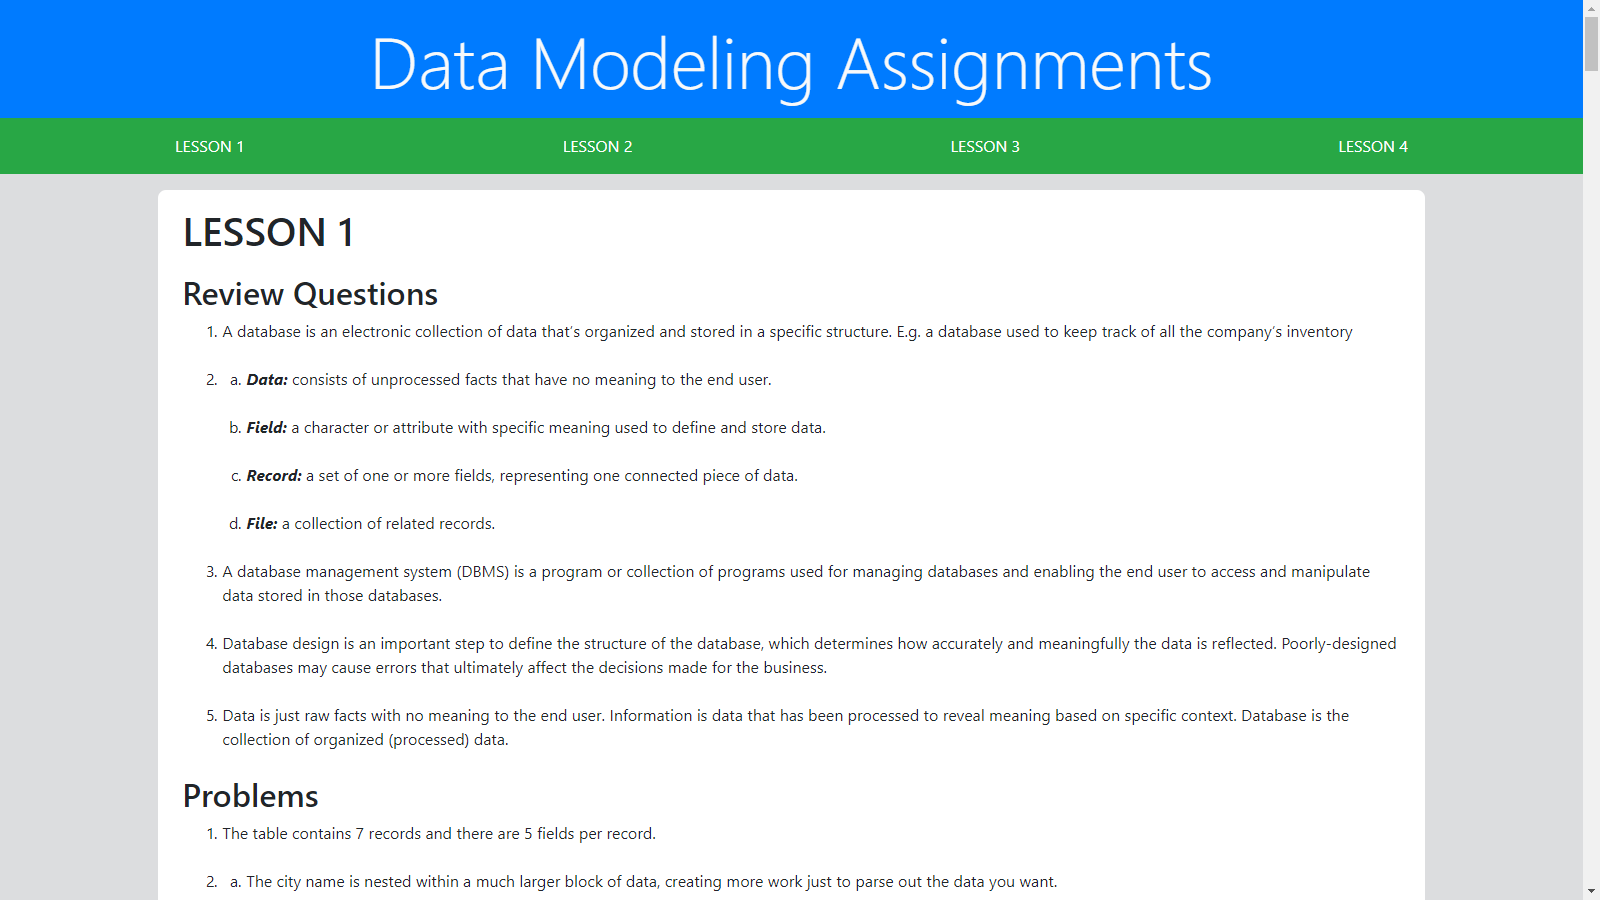 Data Modeling Assignments
LESSON 1 LESSON 2 LESSON 3 LESSON 4
LESSON 1
Review Questions
1. A database is an electronic collection of data that's organized and stored in a specific structure. E.g. a database used to keep track of all the company's inventory
2. a. Data: consists of unprocessed facts that have no meaning to the end user.
b. Field: a character or attribute with specific meaning used to define and store data.
c. Record: a set of one or more fields, representing one connected piece of data.
d. File: a collection of related records.
3. A database management system (DBMS) is a program or collection of programs used for managing databases and enabling the end user to access and manipulate
data stored in those databases.
4. Database design is an important step to define the structure of the database, which determines how accurately and meaningfully the data is reflected. Poorly-designed
databases may cause errors that ultimately affect the decisions made for the business.
5. Data is just raw facts with no meaning to the end user. Information is data that has been processed to reveal meaning based on specific context. Database is the
collection of organized (processed) data.
Problems
1. The table contains 7 records and there are 5 fields per record.
2. a. The city name is nested within a much larger block of data, creating more work just to parse out the data you want.